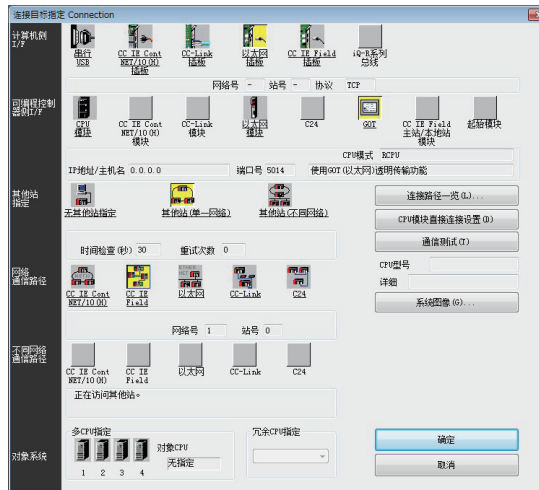 连接目标指定 Connection
计算机侧
I/F
串行
USB
CC IE Cont
NET/10(H)
插板
CC-Link
插板
以太网
插板
CC IE Field
插板
iQ-R系列
总线
网络号 - 站号 - 协议 TCP
可编程控制
器侧I/F
CPU
模块
CC IE Cont
NET/10(H)
模块
CC-Link
模块
以太网
模块
C24
GOT
CC IE Field
主站/本地站
模块
起始模块
CPU模式 RCPU
IP地址/主机名 0.0.0.0 端口号 5014 使用GOT(以太网)透明传输功能
其他站
指定
无其他站指定
其他站(单一网络)
其他站(不同网络)
时间检查(秒) 30 重试次数 0
连接路径一览(L)...
CPU模块直接连接设置(D)
通信测试(T)
CPU型号
详细
系统图像(G)...
网络
通信路径
CC IE Cont
NET/10(H)
CC IE
Field
以太网
CC-Link
C24
网络号 1 站号 0
不同网络
通信路径
CC IE Cont
NET/10(H)
CC IE
Field
以太网
CC-Link
C24
正在访问其他站。
对象系统
多CPU指定
1 2 3 4
对象CPU
无指定
冗余CPU指定
确定
取消